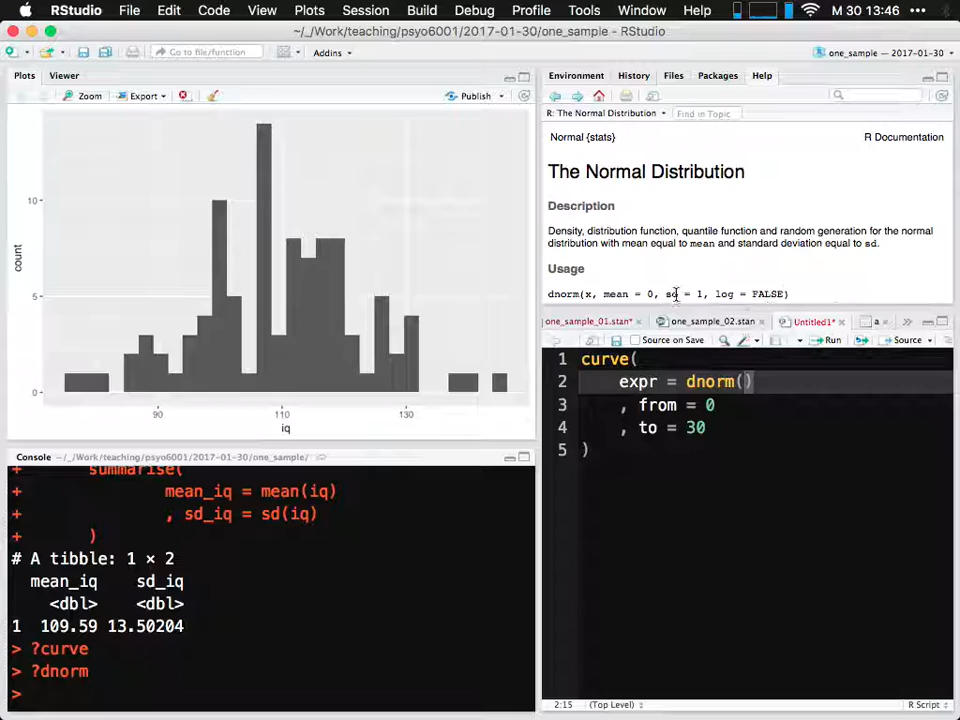 RStudio File Edit Code View Plots Session Build Debug Profile Tools Window Help M 30 13:46
~/_/Work/teaching/psyo6001/2017-01-30/one_sample - RStudio
Go to file/function Addins one_sample — 2017-01-30
Plots Viewer
Zoom Export Publish
10
5
0
count
90 110 130
iq
Environment History Files Packages Help
R: The Normal Distribution Find in Topic
Normal {stats} R Documentation
The Normal Distribution
Description
Density, distribution function, quantile function and random generation for the normal
distribution with mean equal to mean and standard deviation equal to sd.
Usage
dnorm(x, mean = 0, sd = 1, log = FALSE)
Console ~/_/Work/teaching/psyo6001/2017-01-30/one_sample/
+ summarise(
+ mean_iq = mean(iq)
+ , sd_iq = sd(iq)
+ )
# A tibble: 1 × 2
mean_iq sd_iq
<dbl> <dbl>
1 109.59 13.50204
> ?curve
> ?dnorm
>
one_sample_01.stan* one_sample_02.stan Untitled1* a
Source on Save Run Source
1 curve(
2 expr = dnorm()
3 , from = 0
4 , to = 30
5 )
2:15 (Top Level) R Script